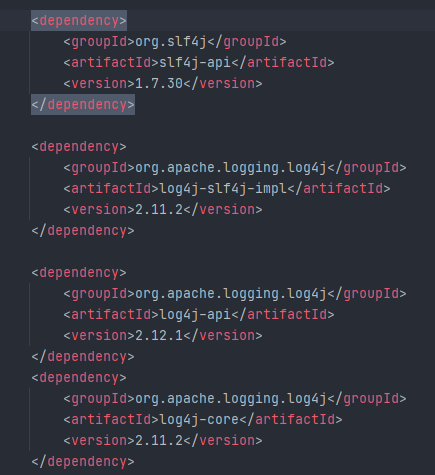 <dependency>
<groupId>org.slf4j</groupId>
<artifactId>slf4j-api</artifactId>
<version>1.7.30</version>
</dependency>
<dependency>
<groupId>org.apache.logging.log4j</groupId>
<artifactId>log4j-slf4j-impl</artifactId>
<version>2.11.2</version>
</dependency>
<dependency>
<groupId>org.apache.logging.log4j</groupId>
<artifactId>log4j-api</artifactId>
<version>2.12.1</version>
</dependency>
<dependency>
<groupId>org.apache.logging.log4j</groupId>
<artifactId>log4j-core</artifactId>
<version>2.11.2</version>
</dependency>